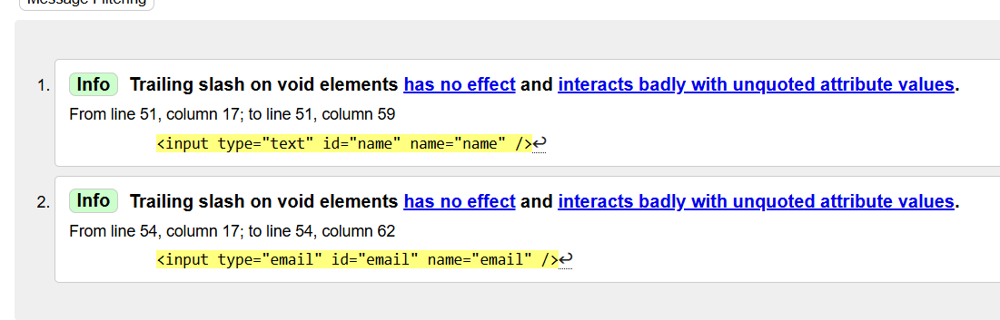 Message Filtering
1. Info Trailing slash on void elements has no effect and interacts badly with unquoted attribute values.
From line 51, column 17; to line 51, column 59
<input type="text" id="name" name="name" />↩
2. Info Trailing slash on void elements has no effect and interacts badly with unquoted attribute values.
From line 54, column 17; to line 54, column 62
<input type="email" id="email" name="email" />↩